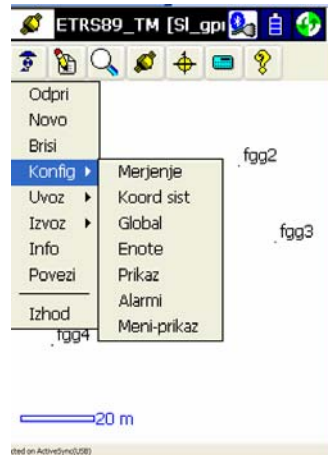 ETRS89_TM [Sl_gpi
Odpri
Novo
Brisi
Konfig
Uvoz
Izvoz
Info
Povezi
Izhod
Merjenje
Koord sist
Global
Enote
Prikaz
Alarmi
Meni-prikaz
fgg2
fgg3
fgg4
20 m
cted on ActiveSync(USB)